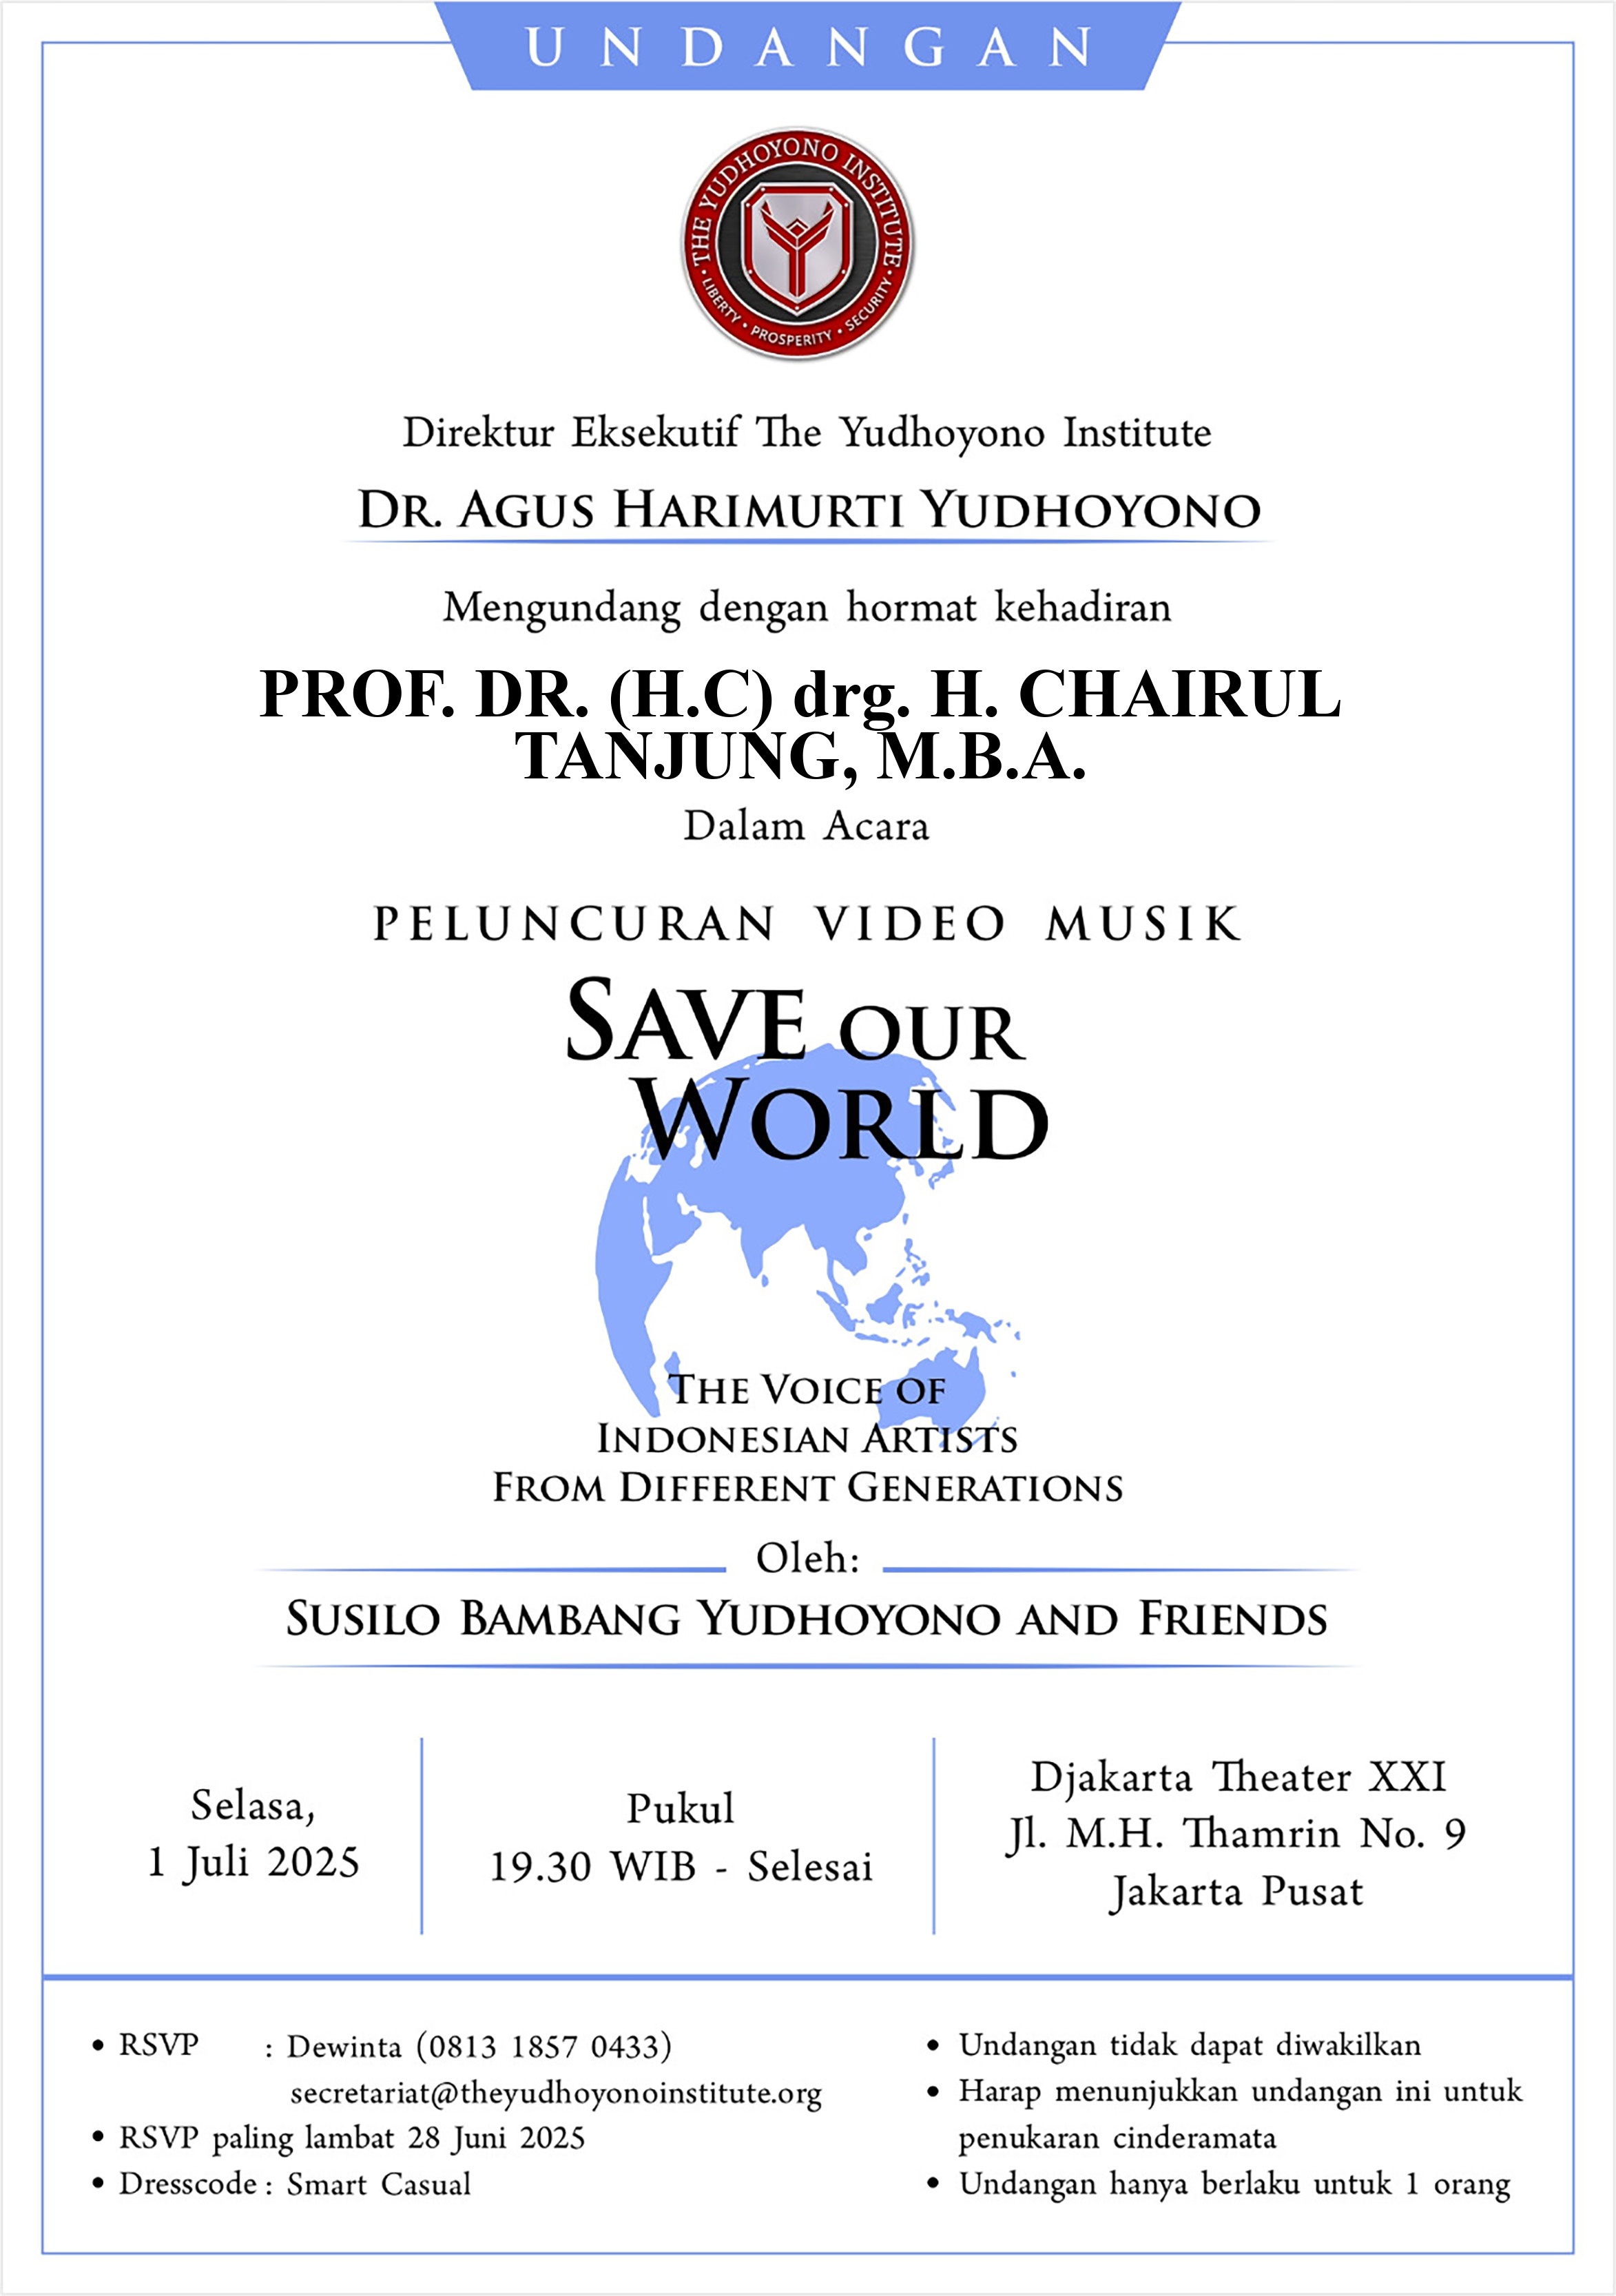 UNDANGAN
THE YUDHOYONO INSTITUTE
LIBERTY • PROSPERITY • SECURITY
Direktur Eksekutif The Yudhoyono Institute
DR. AGUS HARIMURTI YUDHOYONO
Mengundang dengan hormat kehadiran
PROF. DR. (H.C) drg. H. CHAIRUL
TANJUNG, M.B.A.
Dalam Acara
PELUNCURAN VIDEO MUSIK
SAVE OUR
WORLD
THE VOICE OF
INDONESIAN ARTISTS
FROM DIFFERENT GENERATIONS
Oleh:
SUSILO BAMBANG YUDHOYONO AND FRIENDS
Selasa,
1 Juli 2025
Pukul
19.30 WIB - Selesai
Djakarta Theater XXI
Jl. M.H. Thamrin No. 9
Jakarta Pusat
• RSVP : Dewinta (0813 1857 0433)
secretariat@theyudhoyonoinstitute.org
• RSVP paling lambat 28 Juni 2025
• Dresscode : Smart Casual
• Undangan tidak dapat diwakilkan
• Harap menunjukkan undangan ini untuk
penukaran cinderamata
• Undangan hanya berlaku untuk 1 orang